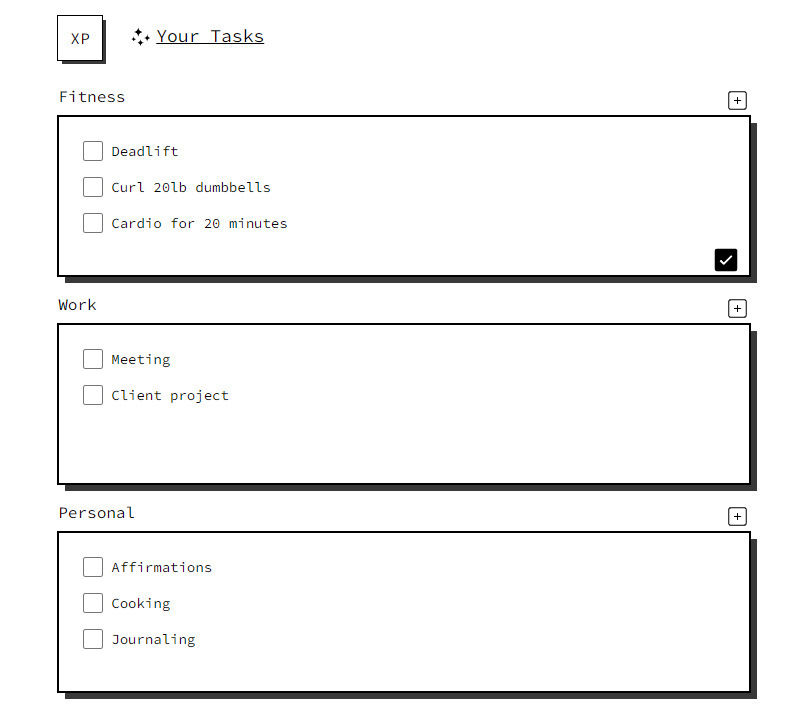 XP
Your Tasks
Fitness
Deadlift
Curl 20lb dumbbells
Cardio for 20 minutes
Work
Meeting
Client project
Personal
Affirmations
Cooking
Journaling